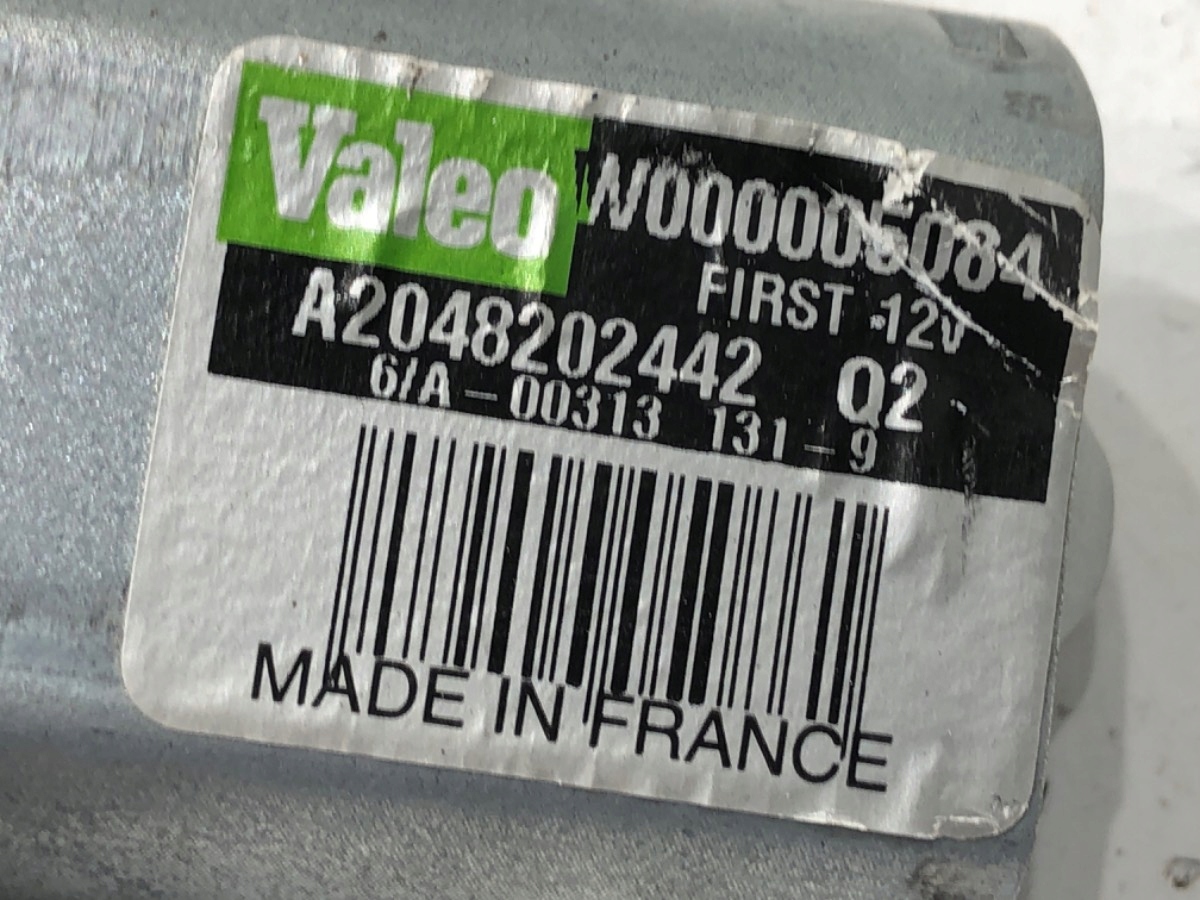 Valeo W000005084
FIRST 12V
A2048202442 Q2
6/A - 00313 131 - 9
MADE IN FRANCE